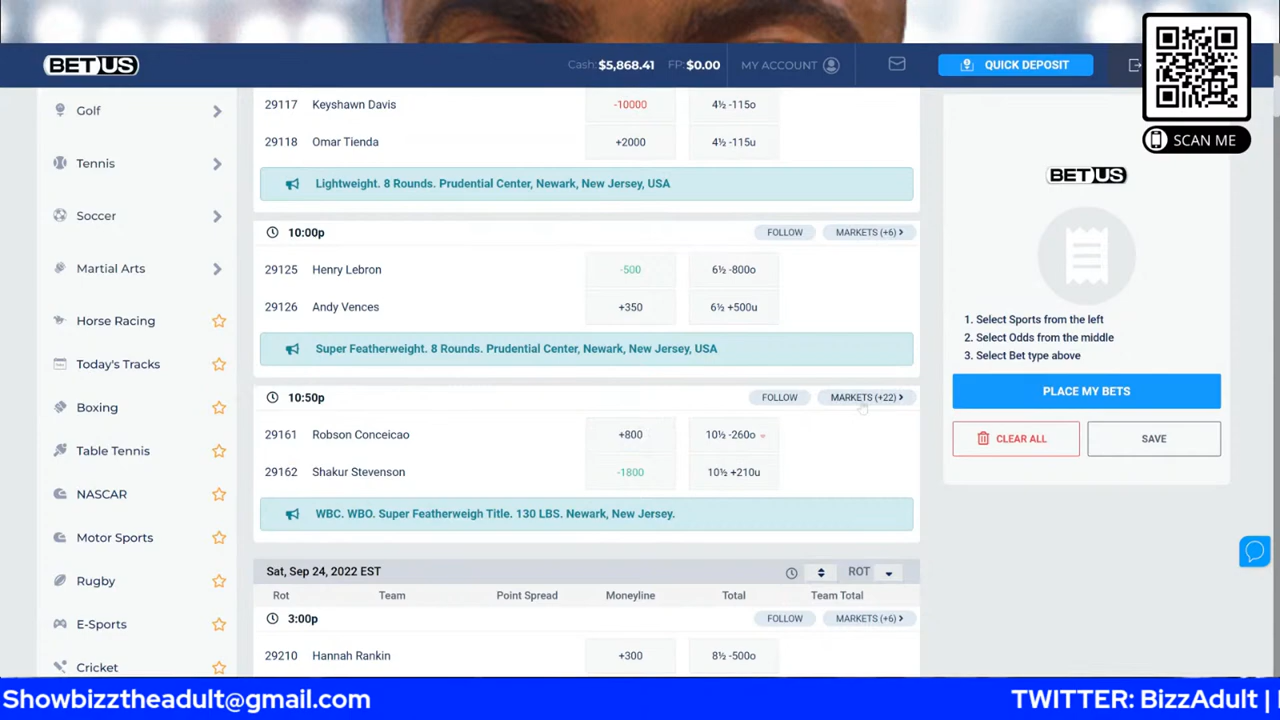 BETUS
Cash: $5,868.41 FP: $0.00
MY ACCOUNT
QUICK DEPOSIT
SCAN ME
Golf
Tennis
Soccer
Martial Arts
Horse Racing
Today's Tracks
Boxing
Table Tennis
NASCAR
Motor Sports
Rugby
E-Sports
Cricket
29117 Keyshawn Davis -10000 4½ -115o
29118 Omar Tienda +2000 4½ -115u
Lightweight. 8 Rounds. Prudential Center, Newark, New Jersey, USA
10:00p FOLLOW MARKETS (+6)
29125 Henry Lebron -500 6½ -800o
29126 Andy Vences +350 6½ +500u
Super Featherweight. 8 Rounds. Prudential Center, Newark, New Jersey, USA
10:50p FOLLOW MARKETS (+22)
29161 Robson Conceicao +800 10½ -260o
29162 Shakur Stevenson -1800 10½ +210u
WBC. WBO. Super Featherweigh Title. 130 LBS. Newark, New Jersey.
Sat, Sep 24, 2022 EST ROT
Rot Team Point Spread Moneyline Total Team Total
3:00p FOLLOW MARKETS (+6)
29210 Hannah Rankin +300 8½ -500o
BETUS
1. Select Sports from the left
2. Select Odds from the middle
3. Select Bet type above
PLACE MY BETS
CLEAR ALL
SAVE
Showbizztheadult@gmail.com
TWITTER: BizzAdult |